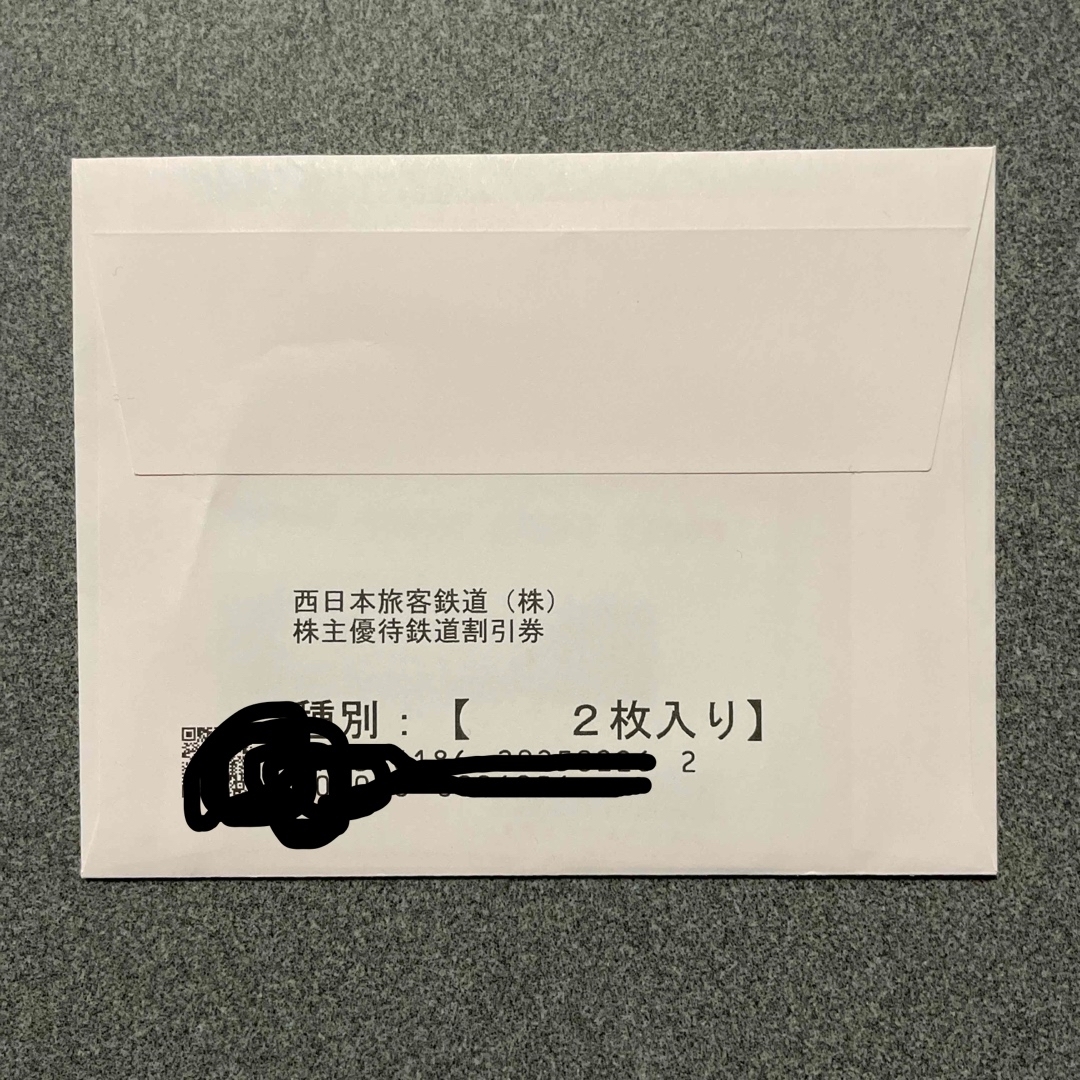 西日本旅客鉄道（株）
株主優待鉄道割引券
種別：【　　２枚入り】
2